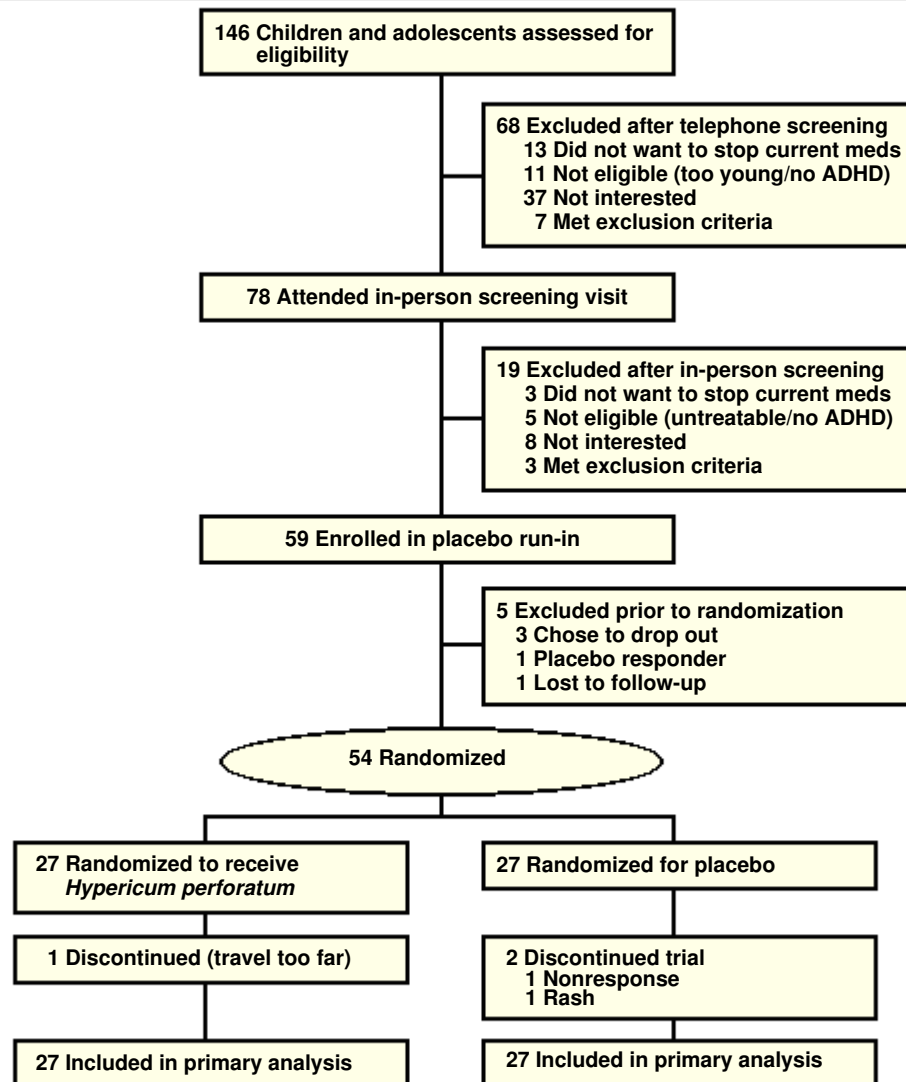 146 Children and adolescents assessed for
eligibility
68 Excluded after telephone screening
13 Did not want to stop current meds
11 Not eligible (too young/no ADHD)
37 Not interested
7 Met exclusion criteria
78 Attended in-person screening visit
19 Excluded after in-person screening
3 Did not want to stop current meds
5 Not eligible (untreatable/no ADHD)
8 Not interested
3 Met exclusion criteria
59 Enrolled in placebo run-in
5 Excluded prior to randomization
3 Chose to drop out
1 Placebo responder
1 Lost to follow-up
54 Randomized
27 Randomized to receive
Hypericum perforatum
27 Randomized for placebo
1 Discontinued (travel too far)
2 Discontinued trial
1 Nonresponse
1 Rash
27 Included in primary analysis
27 Included in primary analysis